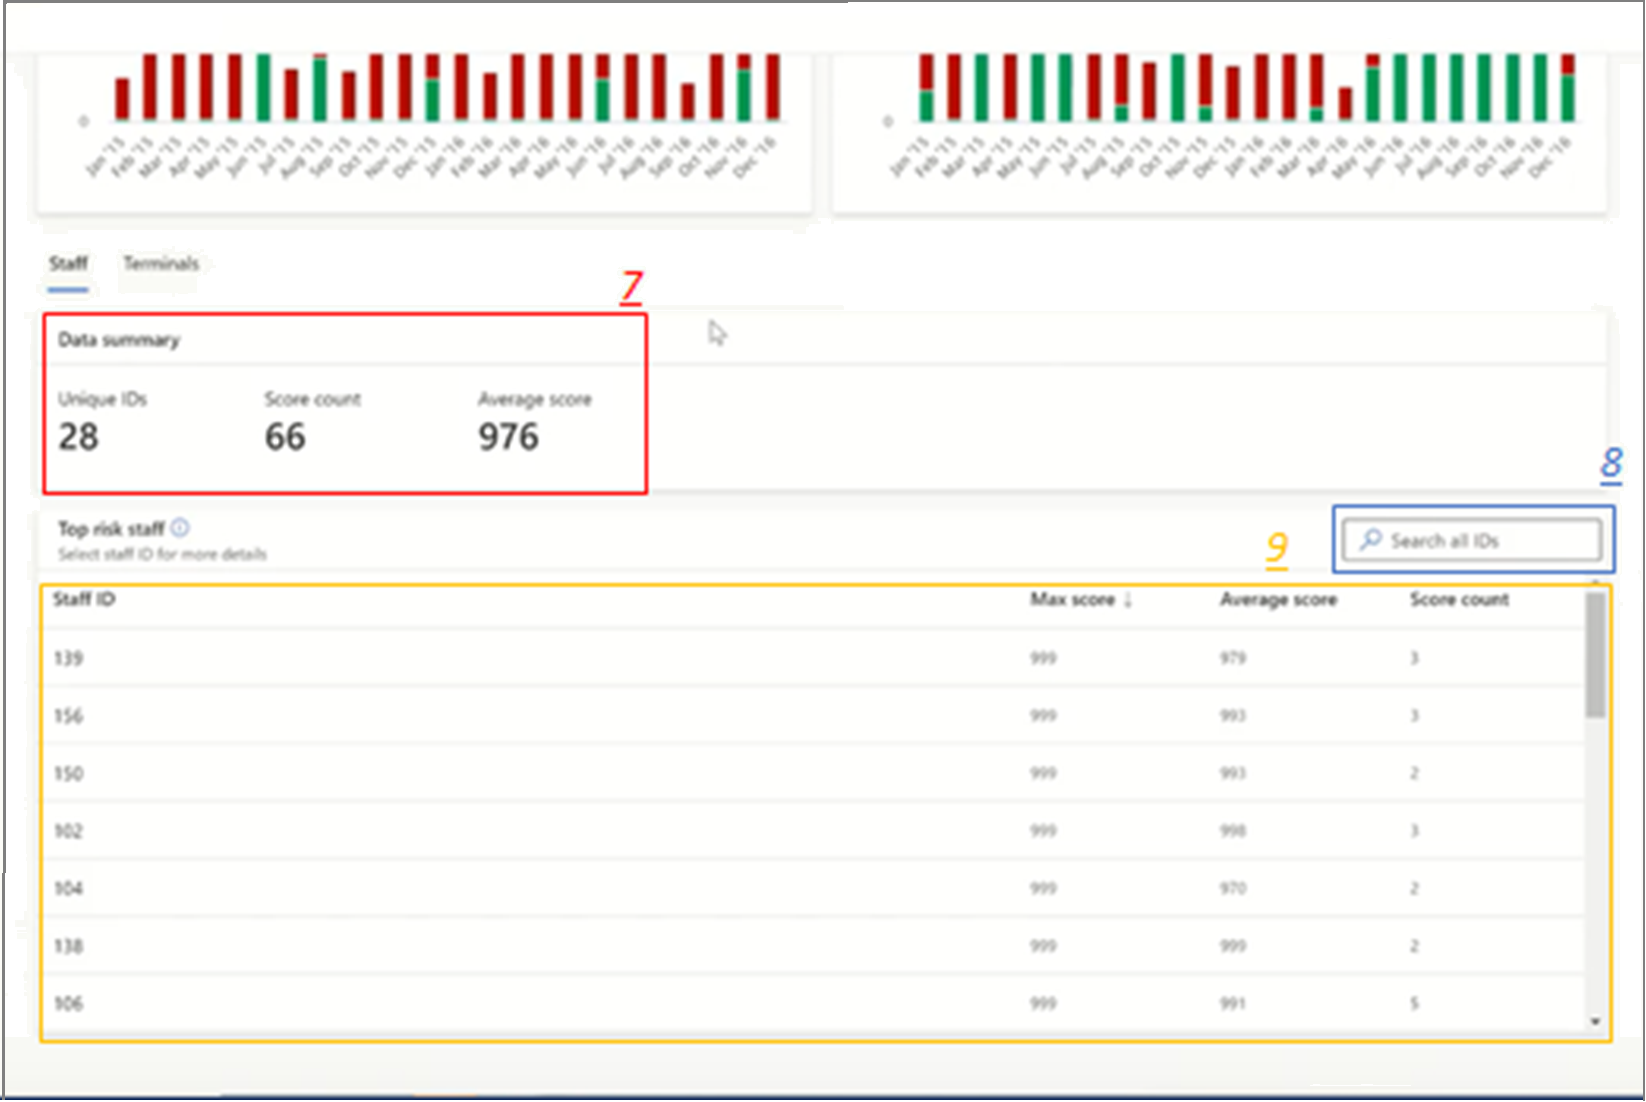 0
Jan '15 Feb '15 Mar '15 Apr '15 May '15 Jun '15 Jul '15 Aug '15 Sep '15 Oct '15 Nov '15 Dec '15 Jan '16 Feb '16 Mar '16 Apr '16 May '16 Jun '16 Jul '16 Aug '16 Sep '16 Oct '16 Nov '16 Dec '16
0
Jan '15 Feb '15 Mar '15 Apr '15 May '15 Jun '15 Jul '15 Aug '15 Sep '15 Oct '15 Nov '15 Dec '15 Jan '16 Feb '16 Mar '16 Apr '16 May '16 Jun '16 Jul '16 Aug '16 Sep '16 Oct '16 Nov '16 Dec '16
Staff Terminals
7
Data summary
Unique IDs Score count Average score
28 66 976
8
Top risk staff
Select staff ID for more details
9
Search all IDs
Staff ID Max score ↓ Average score Score count
139 999 979 3
156 999 993 3
150 999 993 2
102 999 998 3
104 999 970 2
138 999 999 2
106 999 991 5